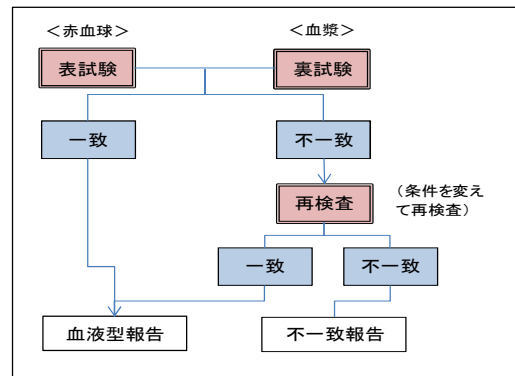 ＜赤血球＞
＜血漿＞
表試験
裏試験
一致
不一致
再検査
（条件を変え
て再検査）
一致
不一致
血液型報告
不一致報告